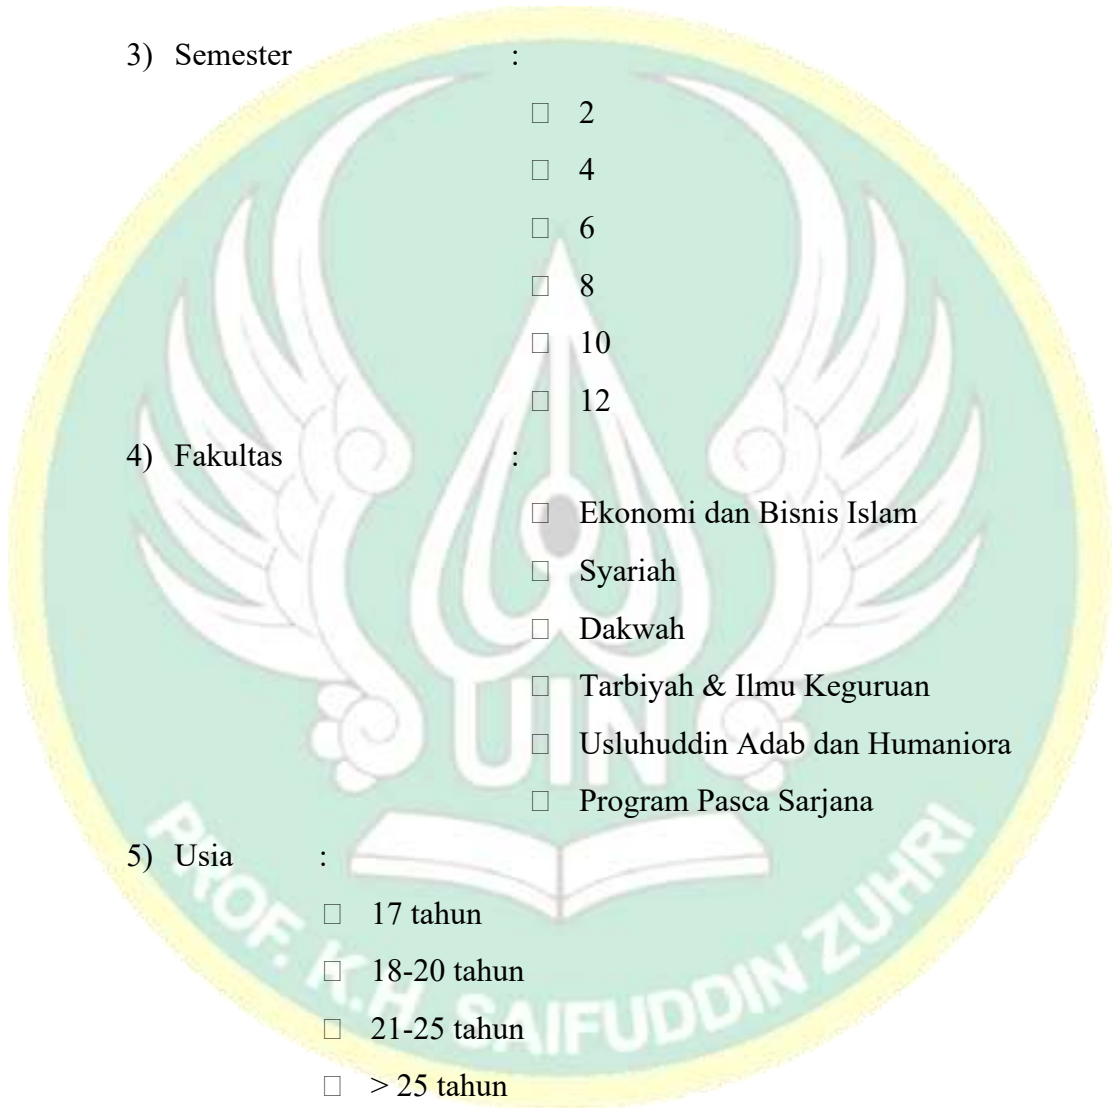 3) Semester :
□ 2
□ 4
□ 6
□ 8
□ 10
□ 12
4) Fakultas :
□ Ekonomi dan Bisnis Islam
□ Syariah
□ Dakwah
□ Tarbiyah & Ilmu Keguruan
□ Usluhuddin Adab dan Humaniora
□ Program Pasca Sarjana
5) Usia :
□ 17 tahun
□ 18-20 tahun
□ 21-25 tahun
□ > 25 tahun
UIN
PROF. K.H. SAIFUDDIN ZUHRI